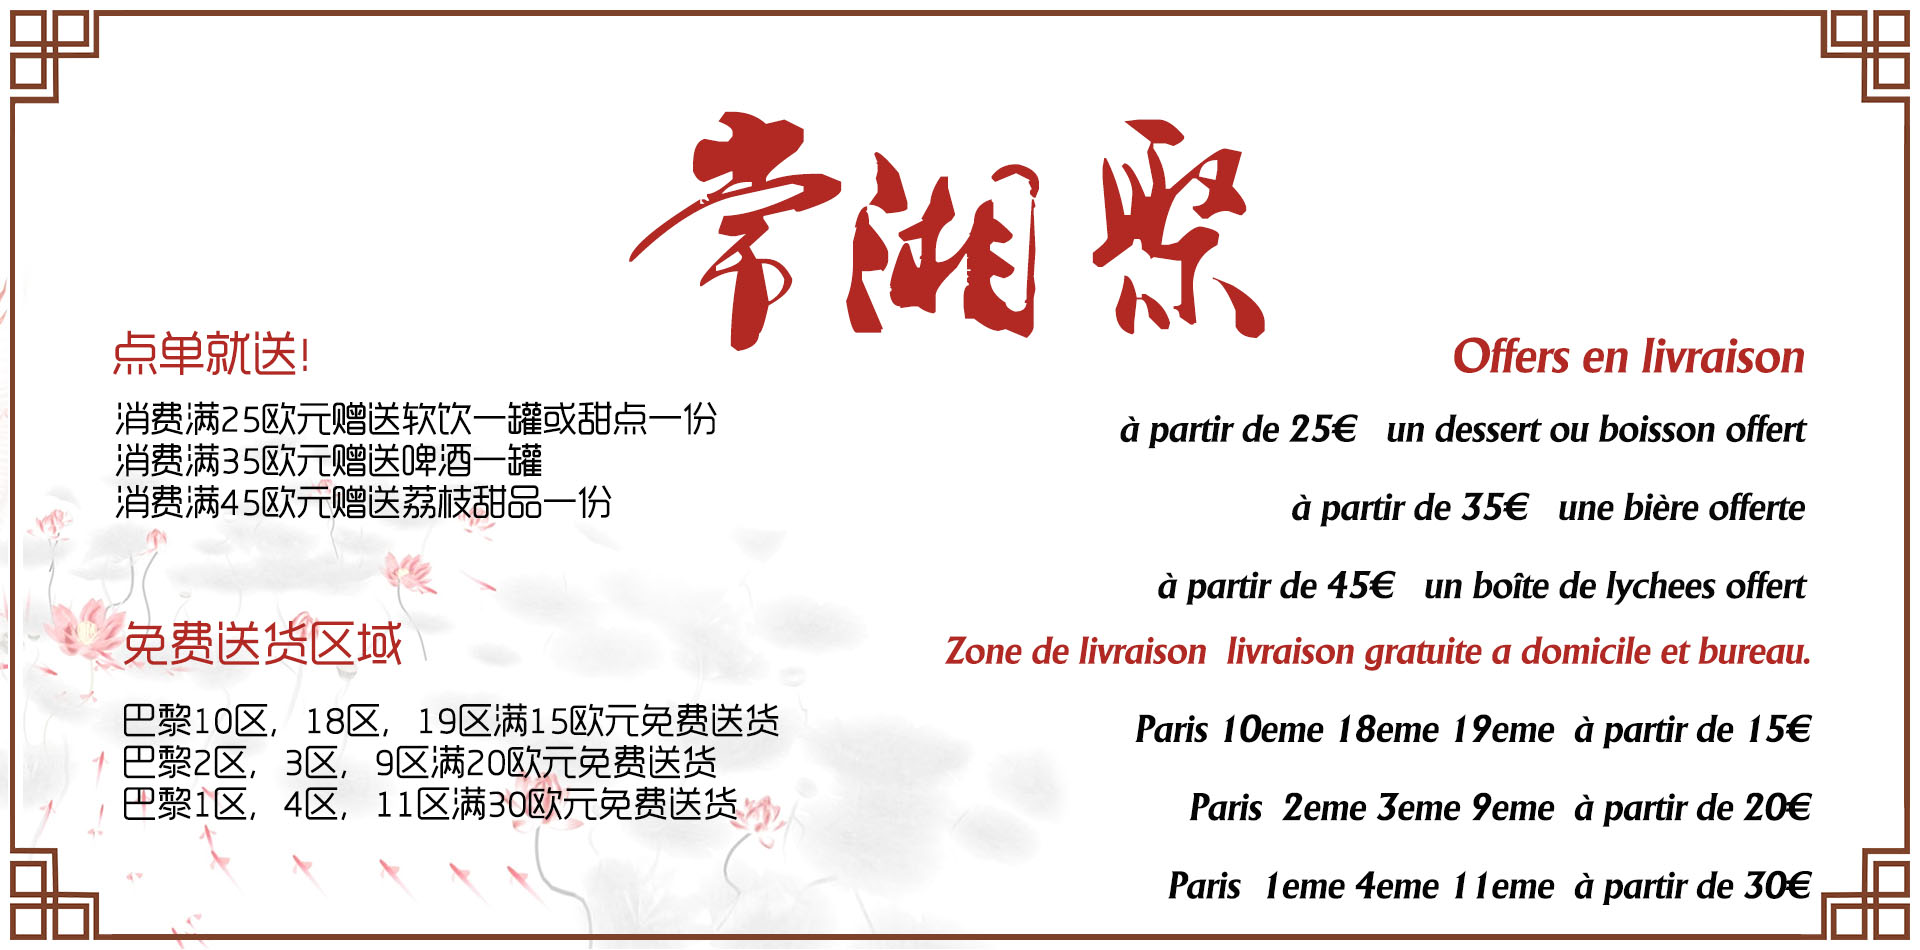 常湘聚
点单就送!
消费满25欧元赠送软饮一罐或甜点一份
消费满35欧元赠送啤酒一罐
消费满45欧元赠送荔枝甜品一份
免费送货区域
巴黎10区, 18区, 19区满15欧元免费送货
巴黎2区, 3区, 9区满20欧元免费送货
巴黎1区, 4区, 11区满30欧元免费送货
Offers en livraison
à partir de 25€ un dessert ou boisson offert
à partir de 35€ une bière offerte
à partir de 45€ un boîte de lychees offert
Zone de livraison livraison gratuite a domicile et bureau.
Paris 10eme 18eme 19eme à partir de 15€
Paris 2eme 3eme 9eme à partir de 20€
Paris 1eme 4eme 11eme à partir de 30€